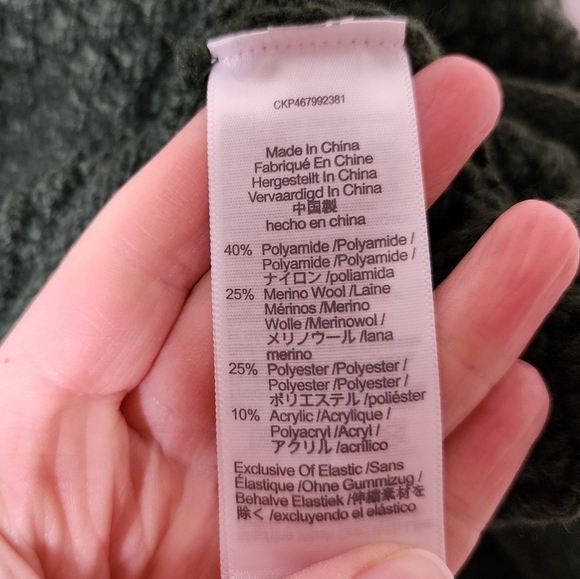 CKP467992381
Made In China
Fabriqué En Chine
Hergestellt In China
Vervaardigd In China
中国製
hecho en china
40% Polyamide /Polyamide /
Polyamide /Polyamide /
ナイロン /poliamida
25% Merino Wool /Laine
Mérinos /Merino
Wolle /Merinowol /
メリノウール /lana
merino
25% Polyester /Polyester /
Polyester /Polyester /
ポリエステル /poliéster
10% Acrylic /Acrylique /
Polyacryl /Acryl /
アクリル /acrílico
Exclusive Of Elastic /Sans
Élastique /Ohne Gummizug /
Behalve Elastiek /伸縮素材を
除く /excluyendo el elástico